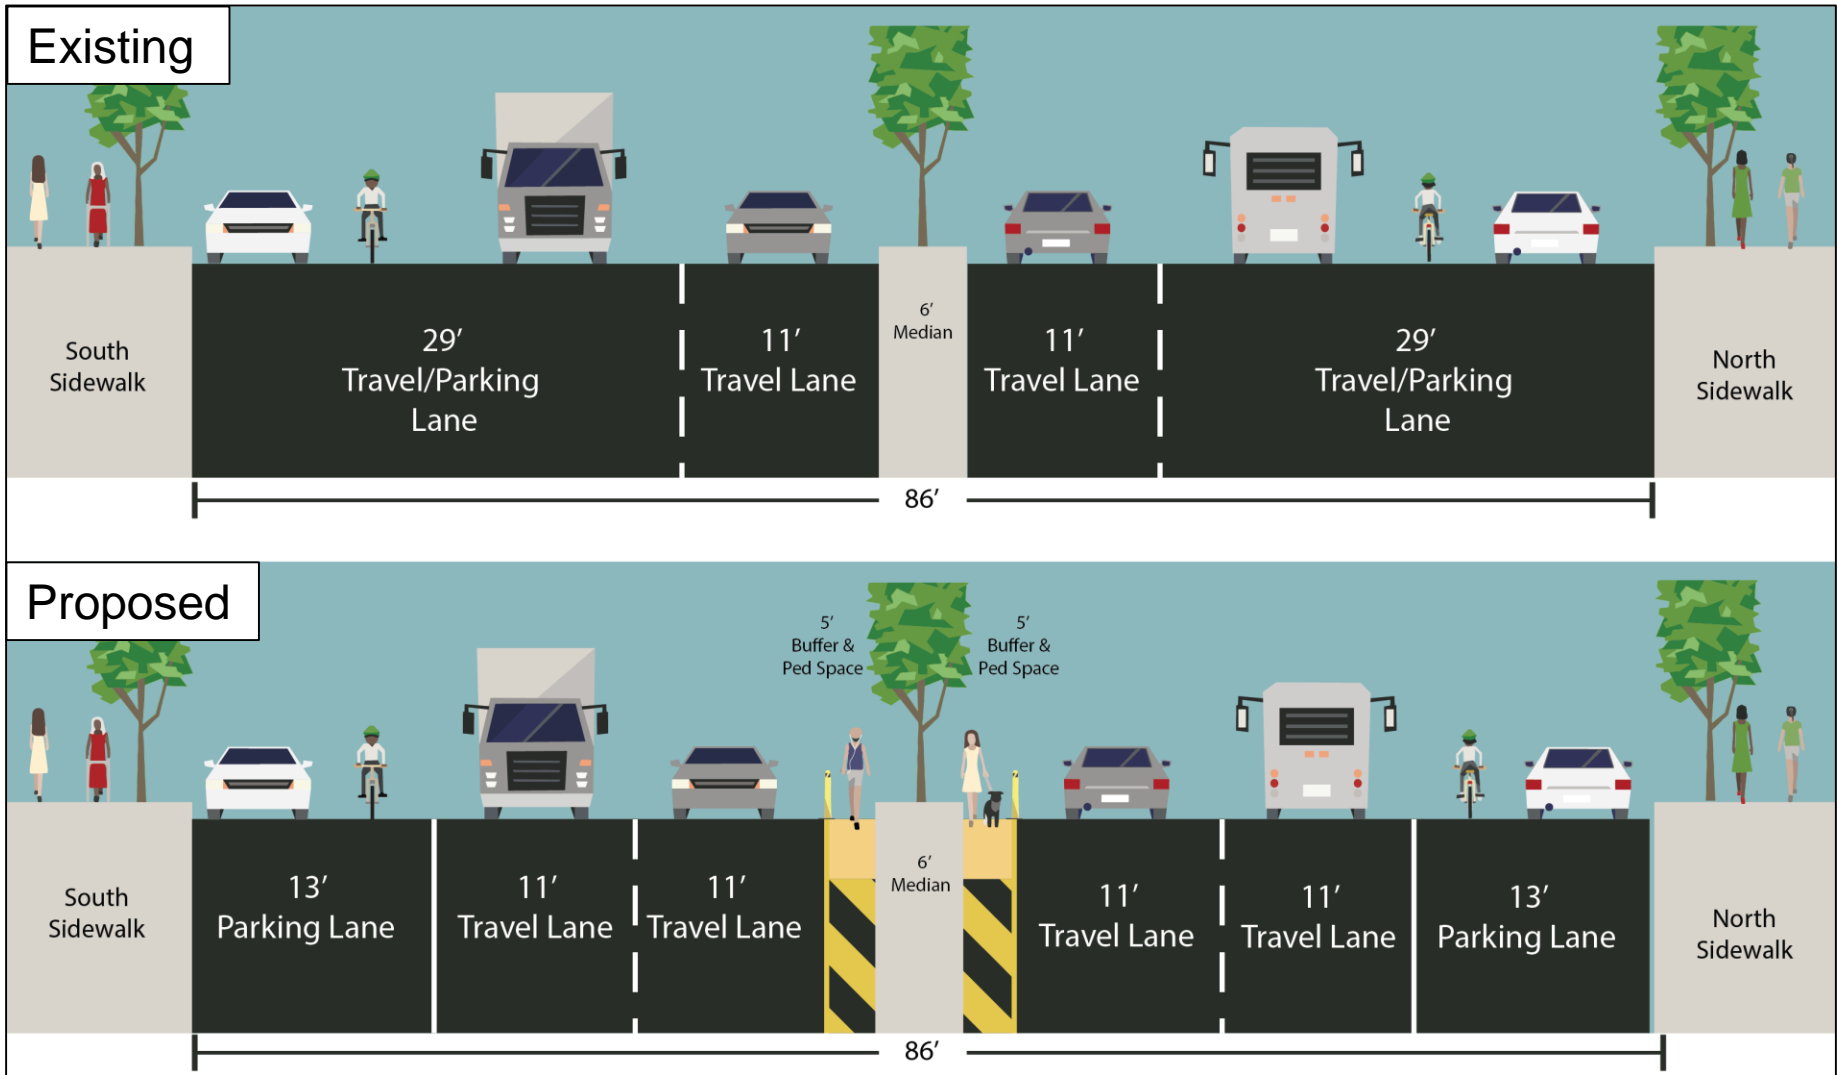 Existing
South
Sidewalk
29′
Travel/Parking
Lane
11′
Travel Lane
6′
Median
11′
Travel Lane
29′
Travel/Parking
Lane
North
Sidewalk
86′
Proposed
5′
Buffer &
Ped Space
5′
Buffer &
Ped Space
South
Sidewalk
13′
Parking Lane
11′
Travel Lane
11′
Travel Lane
6′
Median
11′
Travel Lane
11′
Travel Lane
13′
Parking Lane
North
Sidewalk
86′